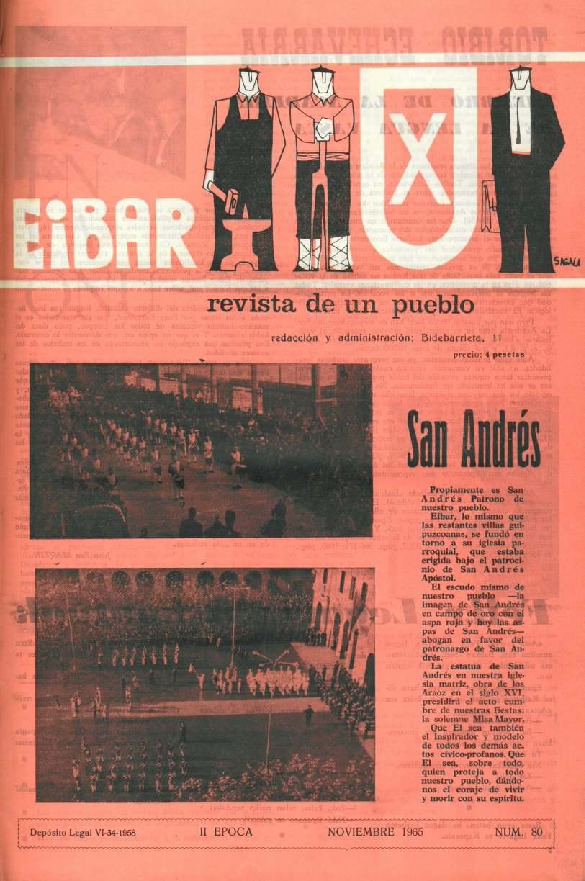 EiBAR
X
SAGALA
revista de un pueblo
redacción y administración: Bidebarrieta, 11
precio: 4 pesetas
San Andrés
Propiamente es San
Andrés Patrono de
nuestro pueblo.
Eibar, lo mismo que
las restantes villas gui-
puzcoanas, se fundó en
torno a su iglesia pa-
rroquial, que estaba
erigida bajo el patroci-
nio de San Andrés
Apóstol.
El escudo mismo de
nuestro pueblo —la
imagen de San Andrés
en campo de oro con el
aspa rojo y hoy las as-
pas de San Andrés—
abogan en favor del
patronazgo de San An-
drés.
La estatua de San
Andrés en nuestra igle-
sia matriz, obra de los
Araoz en el siglo XVI,
presidirá el acto cum-
bre de nuestras fiestas:
la solemne Misa Mayor.
Que El sea también
el inspirador y modelo
de todos los demás ac-
tos cívico-profanos. Que
El sea, sobre todo,
quien proteja a todo
nuestro pueblo, dándo-
nos el coraje de vivir
y morir con su espíritu.
Depósito Legal VI-34-1958
II EPOCA
NOVIEMBRE 1965
NUM. 80